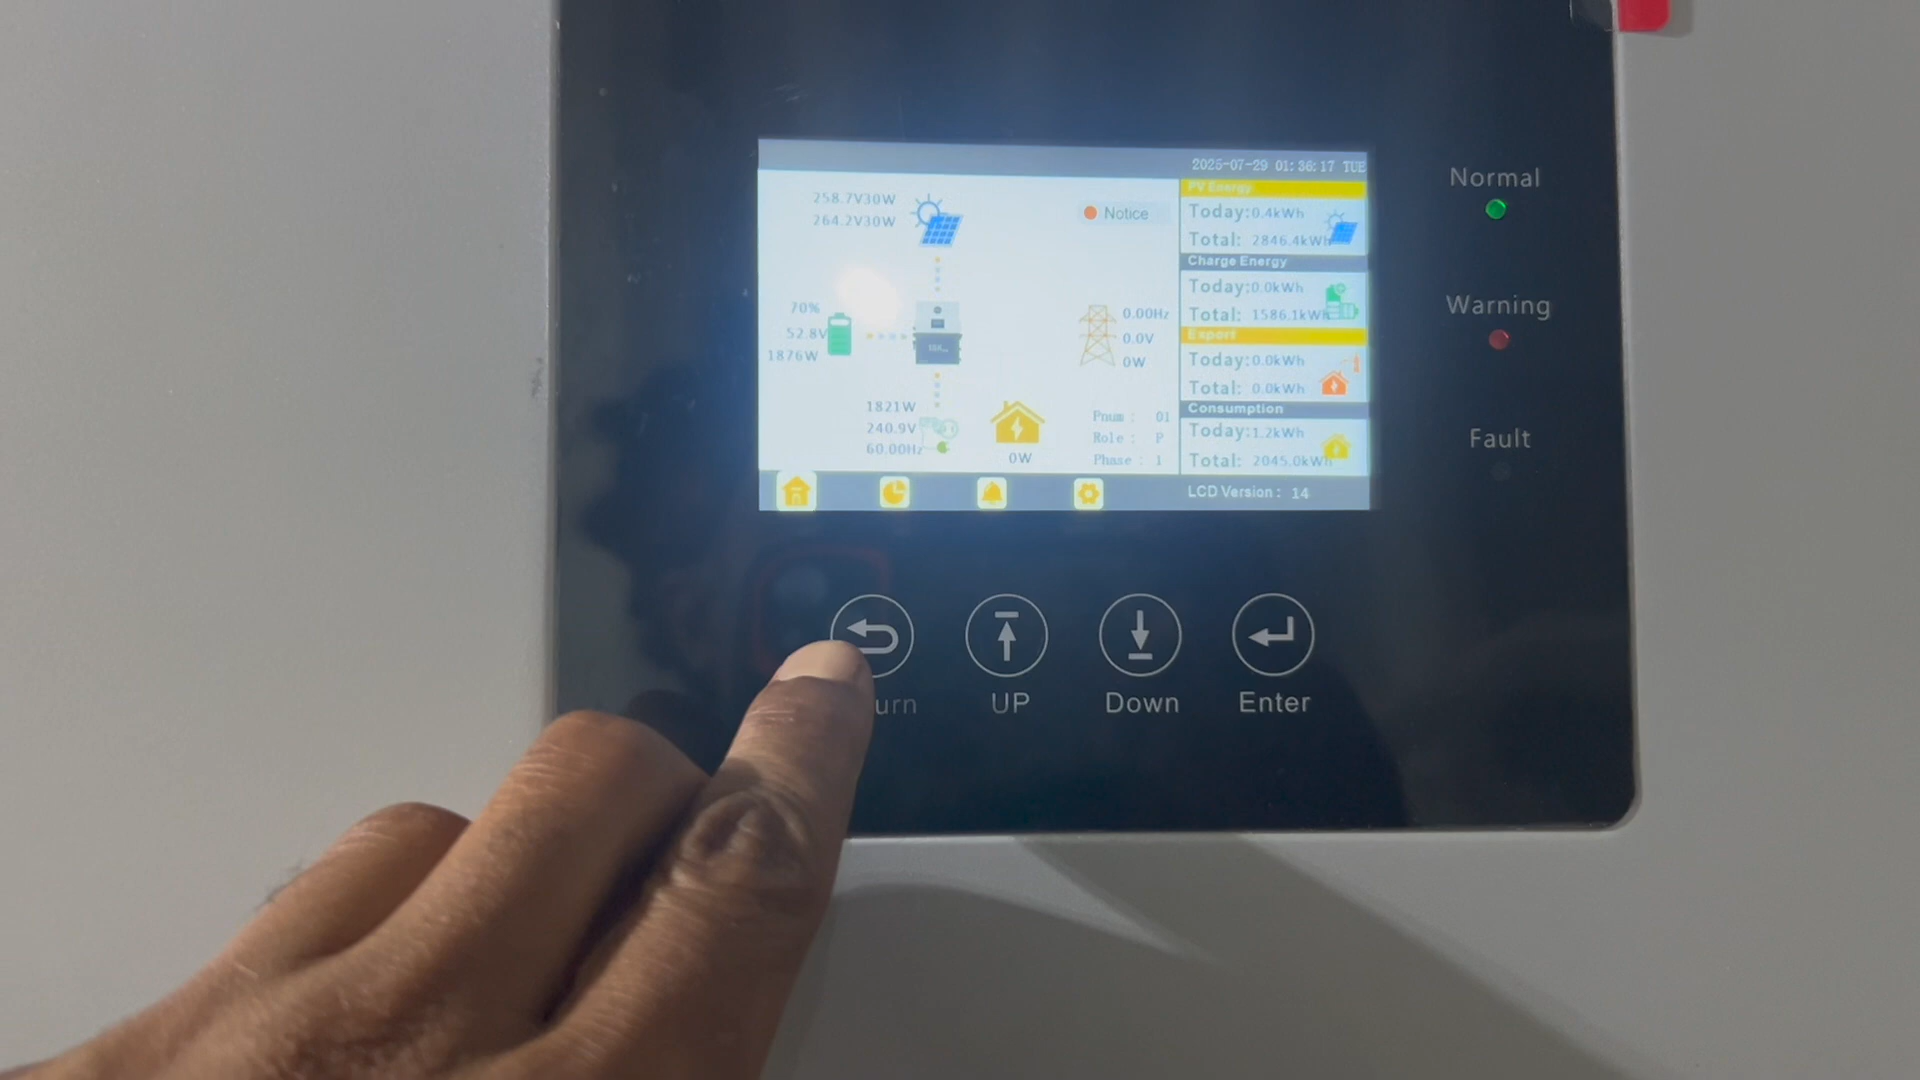 2025-07-29 01:36:17 TUE
258.7V30W
264.2V30W
Notice
70%
52.8V
1876W
0.00Hz
0.0V
0W
1821W
240.9V
60.00Hz
0W
Pnum : 01
Role : P
Phase : 1
PV Energy
Today:0.4kWh
Total: 2846.4kWh
Charge Energy
Today:0.0kWh
Total: 1586.1kWh
Export
Today:0.0kWh
Total: 0.0kWh
Consumption
Today:1.2kWh
Total: 2045.0kWh
LCD Version : 14
Normal
Warning
Fault
urn
UP
Down
Enter